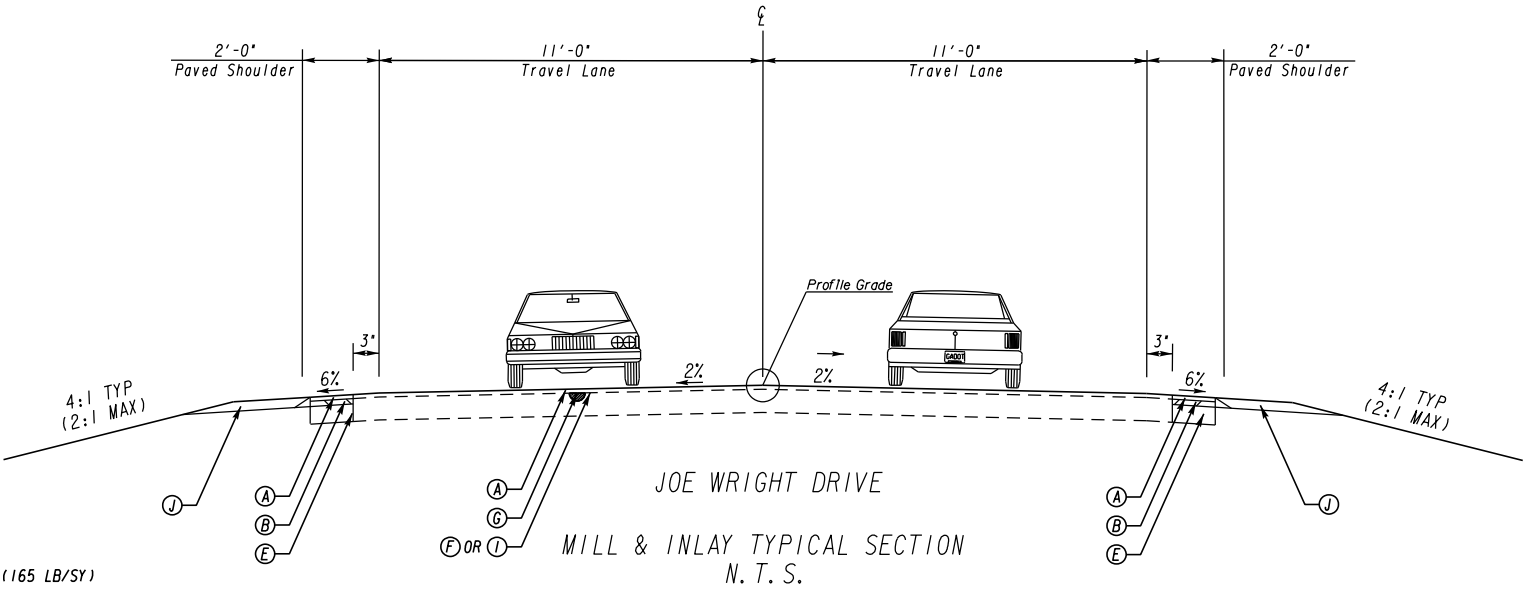 ℄
2'-0" 11'-0" 11'-0" 2'-0"
Paved Shoulder Travel Lane Travel Lane Paved Shoulder
Profile Grade
3" 3"
GADOT
6% 2% 2% 6%
4:1 TYP
(2:1 MAX)
4:1 TYP
(2:1 MAX)
J A B E
A
G
F OR I
A B E J
JOE WRIGHT DRIVE
MILL & INLAY TYPICAL SECTION
N.T.S.
(165 LB/SY)